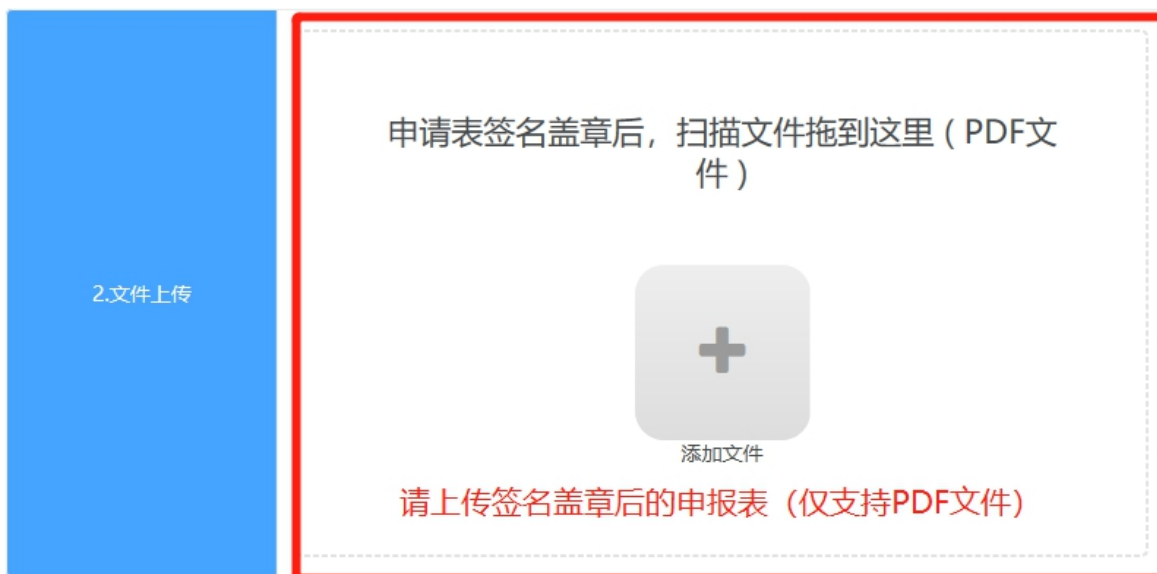 2.文件上传
申请表签名盖章后，扫描文件拖到这里（PDF文
件）
添加文件
请上传签名盖章后的申报表（仅支持PDF文件）